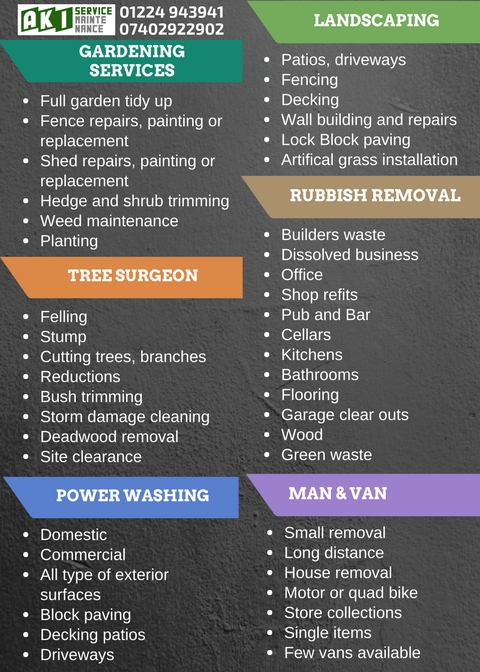 AKI SERVICE
MAINTE
NANCE
01224 943941
07402922902
GARDENING
SERVICES
Full garden tidy up
Fence repairs, painting or
replacement
Shed repairs, painting or
replacement
Hedge and shrub trimming
Weed maintenance
Planting
TREE SURGEON
Felling
Stump
Cutting trees, branches
Reductions
Bush trimming
Storm damage cleaning
Deadwood removal
Site clearance
POWER WASHING
Domestic
Commercial
All type of exterior
surfaces
Block paving
Decking patios
Driveways
LANDSCAPING
Patios, driveways
Fencing
Decking
Wall building and repairs
Lock Block paving
Artifical grass installation
RUBBISH REMOVAL
Builders waste
Dissolved business
Office
Shop refits
Pub and Bar
Cellars
Kitchens
Bathrooms
Flooring
Garage clear outs
Wood
Green waste
MAN & VAN
Small removal
Long distance
House removal
Motor or quad bike
Store collections
Single items
Few vans available